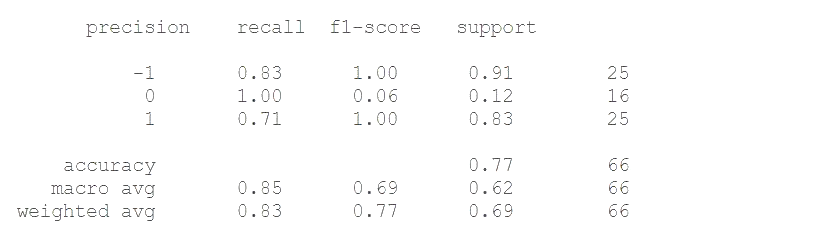 precision recall f1-score support
-1 0.83 1.00 0.91 25
0 1.00 0.06 0.12 16
1 0.71 1.00 0.83 25
accuracy 0.77 66
macro avg 0.85 0.69 0.62 66
weighted avg 0.83 0.77 0.69 66